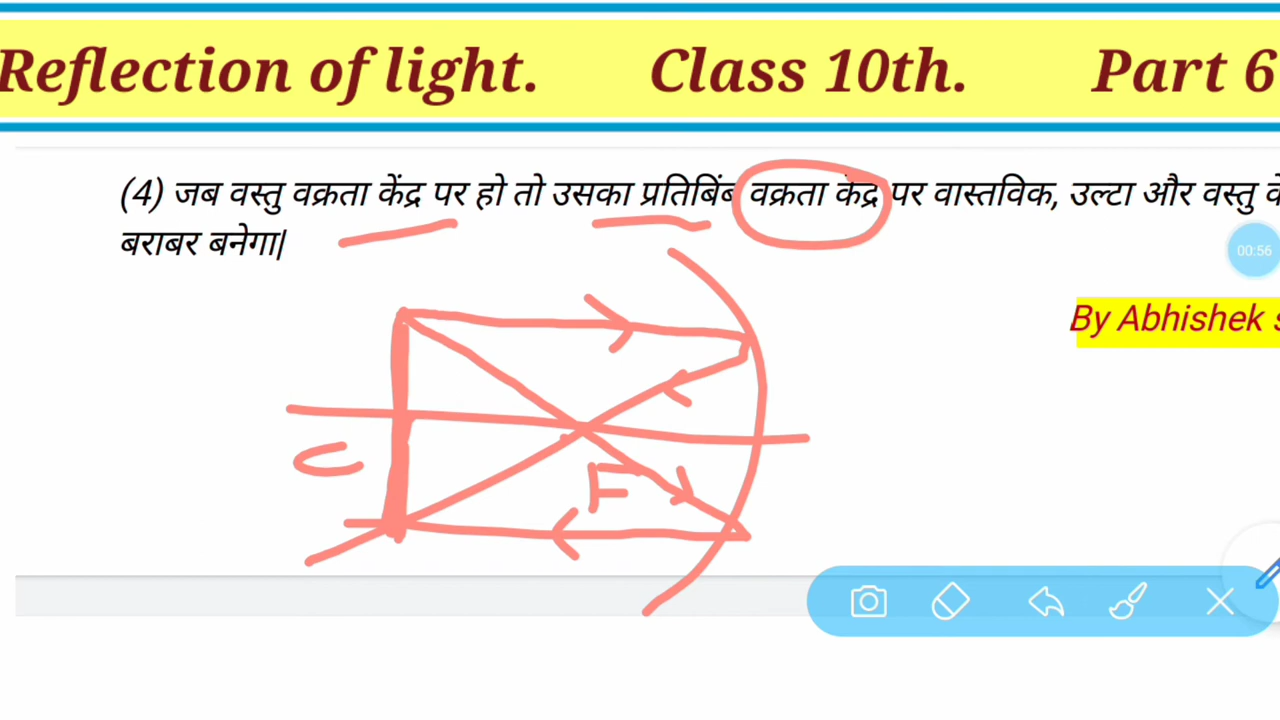 Reflection of light. Class 10th. Part 6
(4) जब वस्तु वक्रता केंद्र पर हो तो उसका प्रतिबिंब वक्रता केंद्र पर वास्तविक, उल्टा और वस्तु के
बराबर बनेगा|
00:56
By Abhishek s
C
F